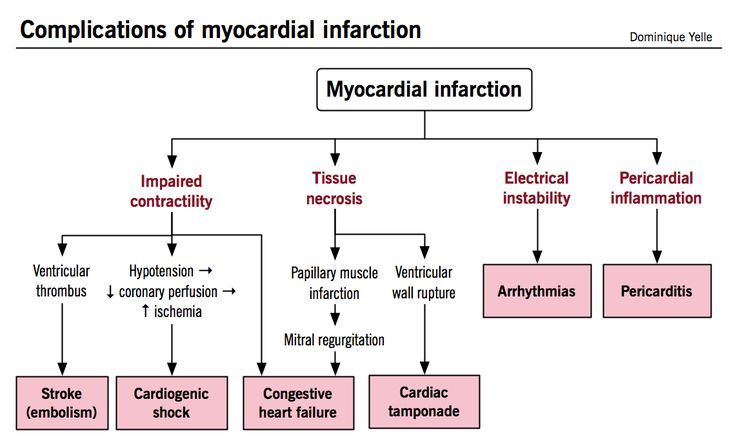 Complications of myocardial infarction
Dominique Yelle
Myocardial infarction
Impaired
contractility
Tissue
necrosis
Electrical
instability
Pericardial
inflammation
Ventricular
thrombus
Hypotension →
↓ coronary perfusion →
↑ ischemia
Papillary muscle
infarction
Mitral regurgitation
Ventricular
wall rupture
Arrhythmias
Pericarditis
Stroke
(embolism)
Cardiogenic
shock
Congestive
heart failure
Cardiac
tamponade